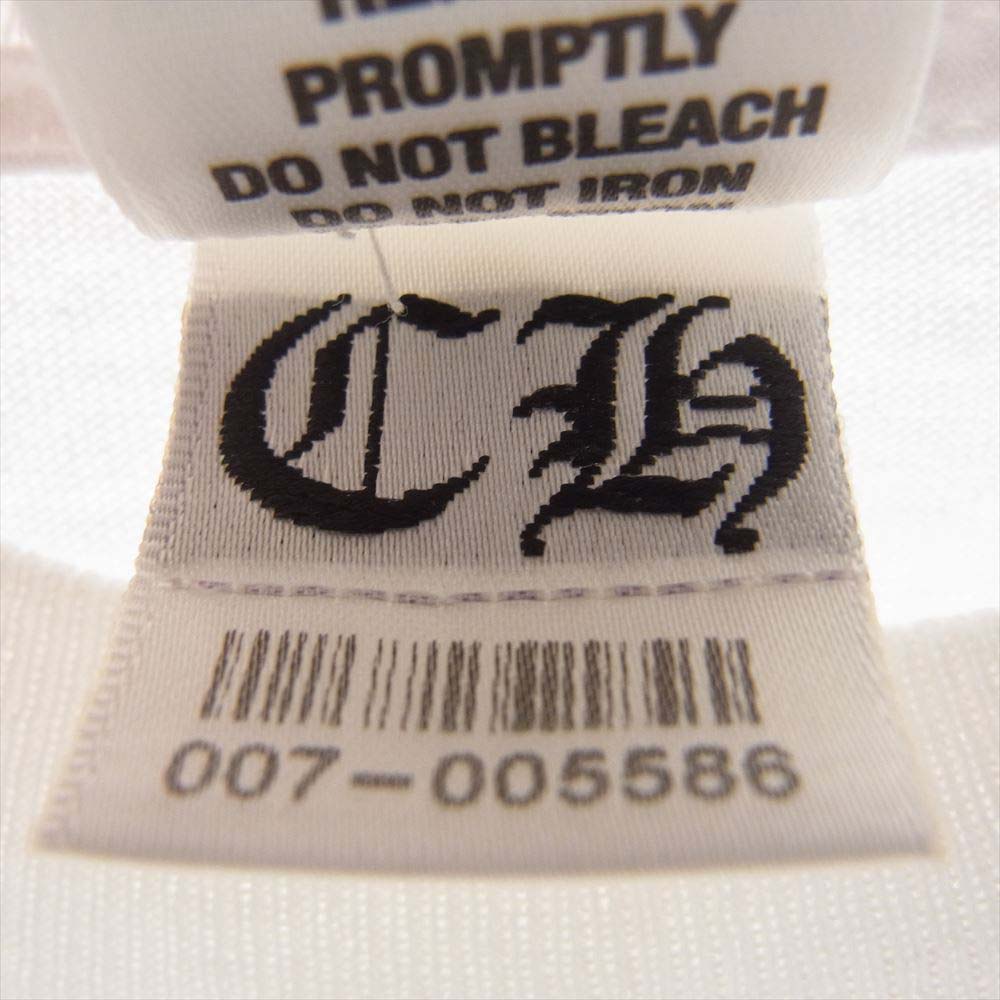 PROMPTLY
DO NOT BLEACH
DO NOT IRON
CH
007-005586